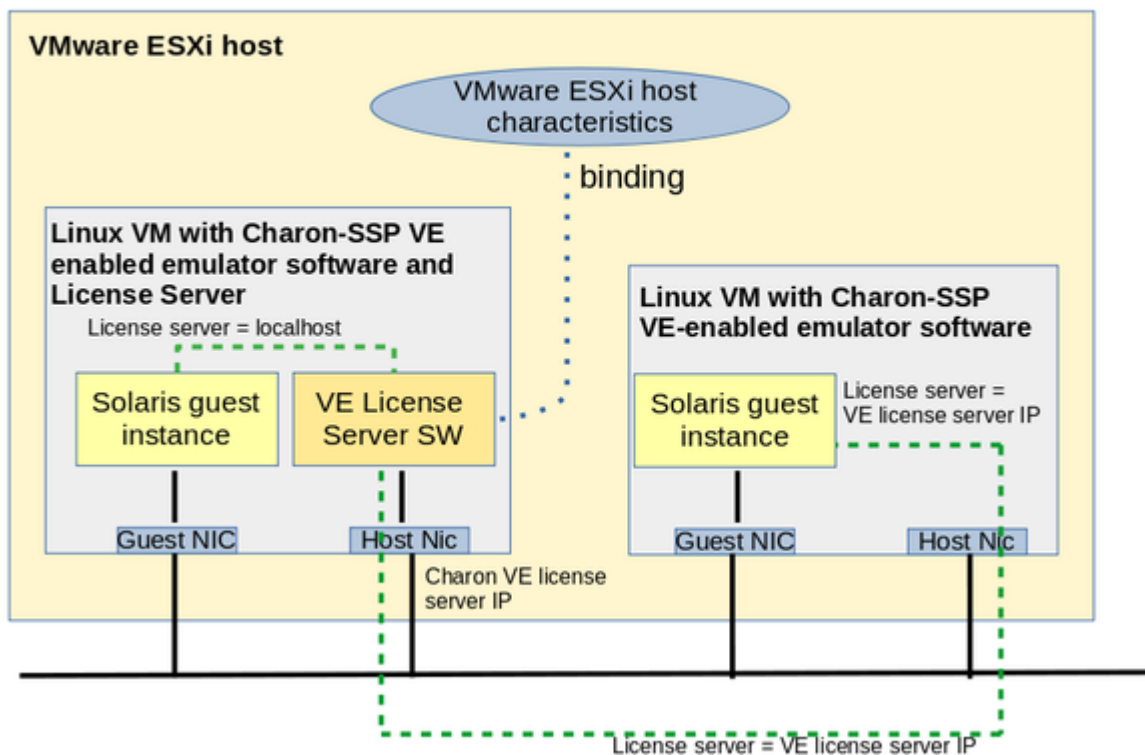 VMware ESXi host
VMware ESXi host
characteristics
binding
Linux VM with Charon-SSP VE
enabled emulator software and
License Server
License server = localhost
Solaris guest
instance
VE License
Server SW
Guest NIC
Host Nic
Charon VE license
server IP
Linux VM with Charon-SSP
VE-enabled emulator software
Solaris guest
instance
License server =
VE license server IP
Guest NIC
Host Nic
License server = VE license server IP